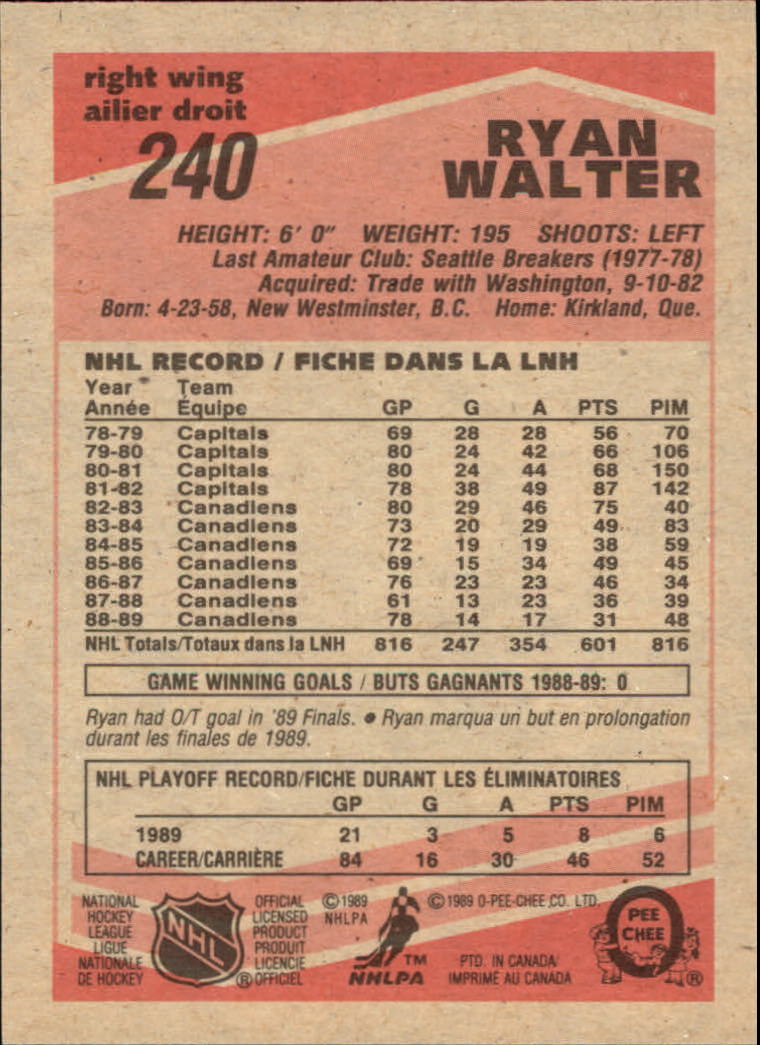 right wing
ailier droit
240
RYAN
WALTER
HEIGHT: 6' 0" WEIGHT: 195 SHOOTS: LEFT
Last Amateur Club: Seattle Breakers (1977-78)
Acquired: Trade with Washington, 9-10-82
Born: 4-23-58, New Westminster, B.C. Home: Kirkland, Que.
NHL RECORD / FICHE DANS LA LNH
Year Team
Année Équipe GP G A PTS PIM
78-79 Capitals 69 28 28 56 70
79-80 Capitals 80 24 42 66 106
80-81 Capitals 80 24 44 68 150
81-82 Capitals 78 38 49 87 142
82-83 Canadiens 80 29 46 75 40
83-84 Canadiens 73 20 29 49 83
84-85 Canadiens 72 19 19 38 59
85-86 Canadiens 69 15 34 49 45
86-87 Canadiens 76 23 23 46 34
87-88 Canadiens 61 13 23 36 39
88-89 Canadiens 78 14 17 31 48
NHL Totals/Totaux dans la LNH 816 247 354 601 816
GAME WINNING GOALS / BUTS GAGNANTS 1988-89: 0
Ryan had O/T goal in '89 Finals. ● Ryan marqua un but en prolongation
durant les finales de 1989.
NHL PLAYOFF RECORD/FICHE DURANT LES ÉLIMINATOIRES
GP G A PTS PIM
1989 21 3 5 8 6
CAREER/CARRIÈRE 84 16 30 46 52
NATIONAL
HOCKEY
LEAGUE
LIGUE
NATIONALE
DE HOCKEY
NHL
®
OFFICIAL
LICENSED
PRODUCT
PRODUIT
LICENCIE
OFFICIEL
©1989
NHLPA
TM
NHLPA
©1989 O-PEE-CHEE CO. LTD.
PTD. IN CANADA
IMPRIMÉ AU CANADA
O
PEE
CHEE
®